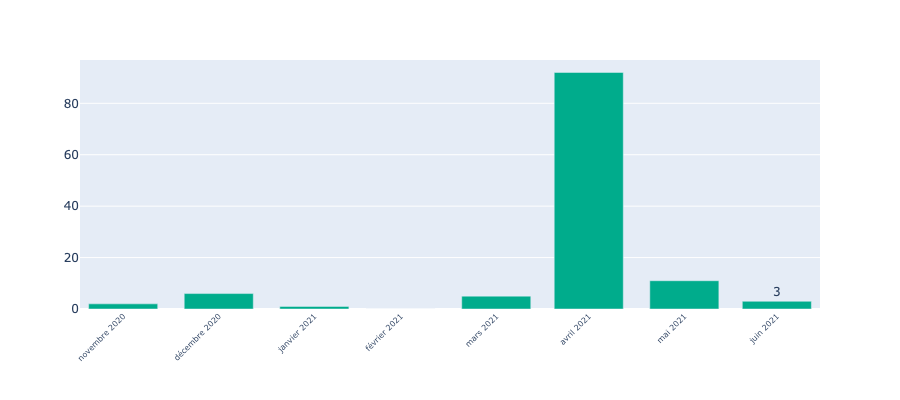 80
60
40
20
0
3
novembre 2020
décembre 2020
janvier 2021
février 2021
mars 2021
avril 2021
mai 2021
juin 2021